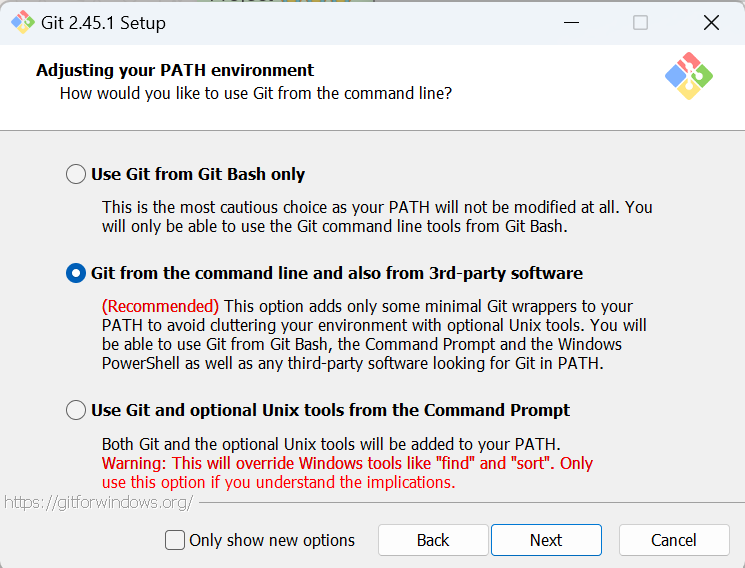 Git 2.45.1 Setup
Adjusting your PATH environment
How would you like to use Git from the command line?
Use Git from Git Bash only
This is the most cautious choice as your PATH will not be modified at all. You
will only be able to use the Git command line tools from Git Bash.
Git from the command line and also from 3rd-party software
(Recommended) This option adds only some minimal Git wrappers to your
PATH to avoid cluttering your environment with optional Unix tools. You will
be able to use Git from Git Bash, the Command Prompt and the Windows
PowerShell as well as any third-party software looking for Git in PATH.
Use Git and optional Unix tools from the Command Prompt
Both Git and the optional Unix tools will be added to your PATH.
Warning: This will override Windows tools like "find" and "sort". Only
use this option if you understand the implications.
https://gitforwindows.org/
Only show new options
Back
Next
Cancel